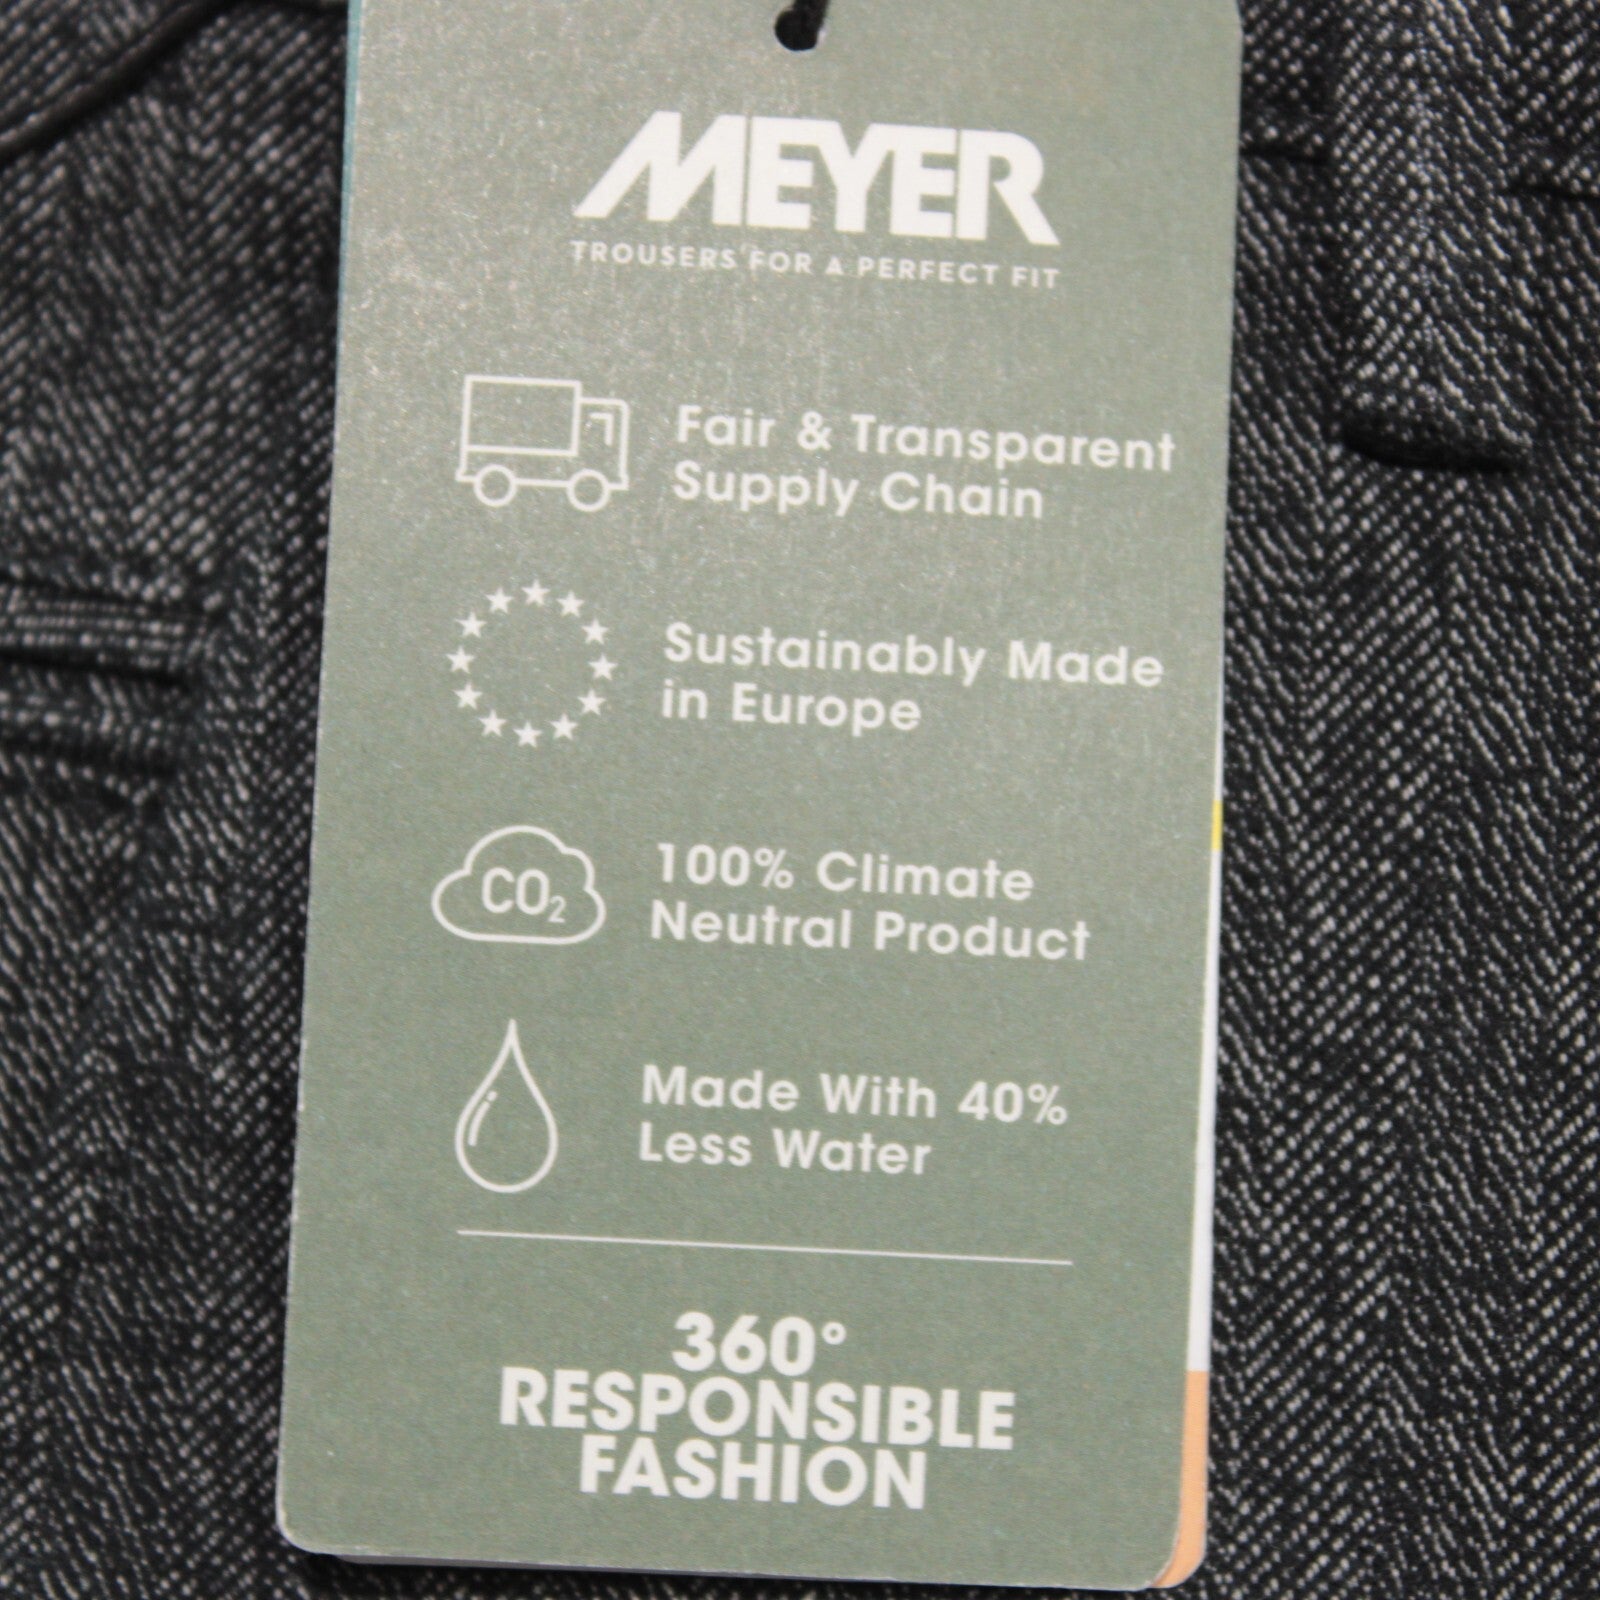 MEYER
TROUSERS FOR A PERFECT FIT
Fair & Transparent
Supply Chain
Sustainably Made
in Europe
CO₂
100% Climate
Neutral Product
Made With 40%
Less Water
360°
RESPONSIBLE
FASHION